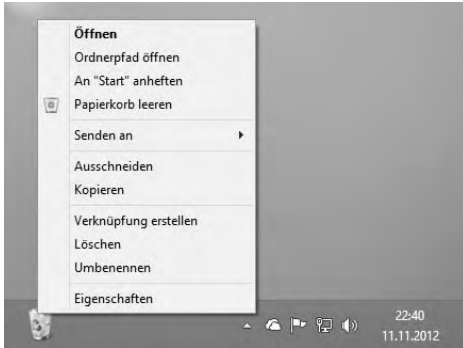 Öffnen
Ordnerpfad öffnen
An "Start" anheften
Papierkorb leeren
Senden an
Ausschneiden
Kopieren
Verknüpfung erstellen
Löschen
Umbenennen
Eigenschaften
22:40
11.11.2012